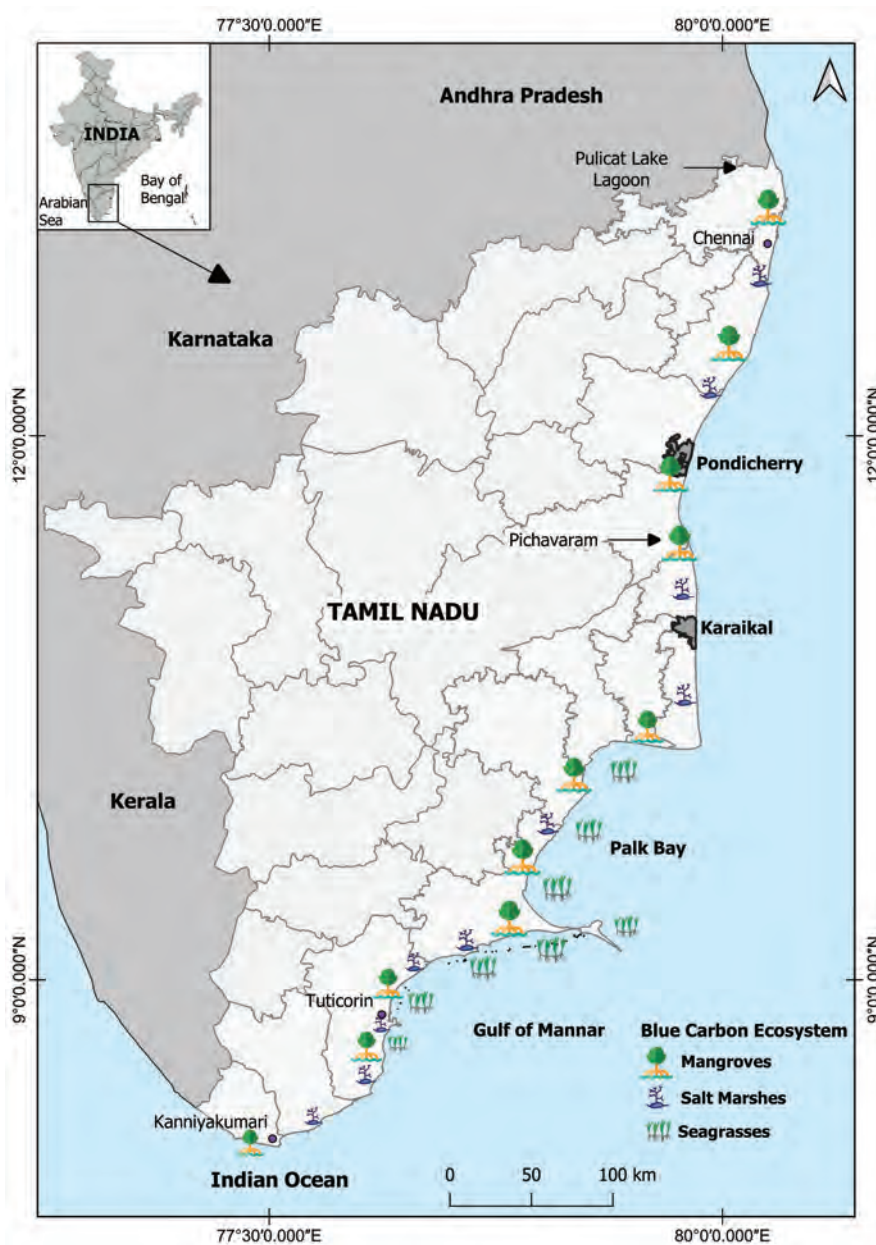 77°30'0.000"E
80°0'0.000"E
INDIA
Bay of
Bengal
Arabian
Sea
Andhra Pradesh
Pulicat Lake
Lagoon
Chennai
Karnataka
12°0'0.000"N
12°0'0.000"N
Pondicherry
Pichavaram
TAMIL NADU
Karaikal
Kerala
Palk Bay
9°0'0.000"N
9°0'0.000"N
Tuticorin
Gulf of Mannar
Blue Carbon Ecosystem
Mangroves
Salt Marshes
Seagrasses
Kanniyakumari
Indian Ocean
0 50 100 km
77°30'0.000"E
80°0'0.000"E